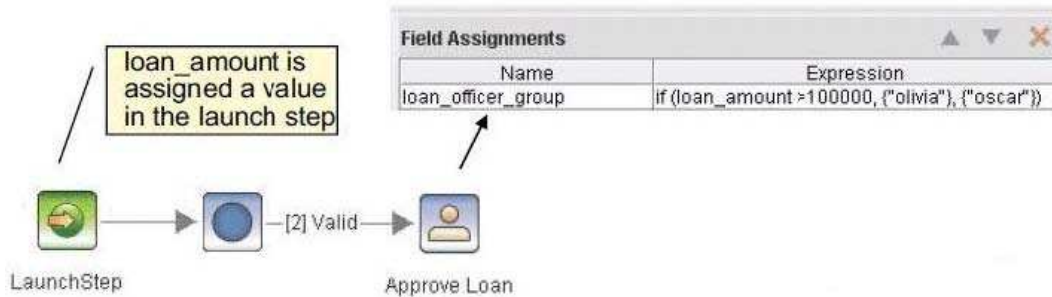 loan_amount is
assigned a value
in the launch step
Field Assignments
Name Expression
loan_officer_group if (loan_amount >100000, {"olivia"}, {"oscar"})
[2] Valid
LaunchStep
Approve Loan